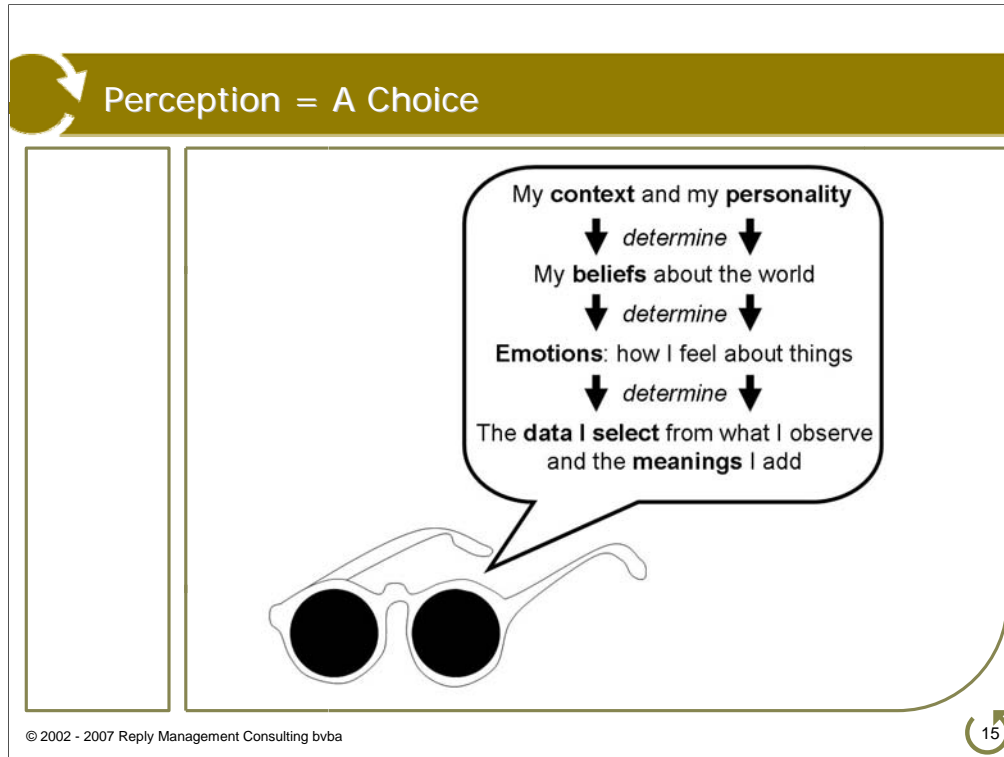 Perception = A Choice
My context and my personality
determine
My beliefs about the world
determine
Emotions: how I feel about things
determine
The data I select from what I observe
and the meanings I add
© 2002 - 2007 Reply Management Consulting bvba
15